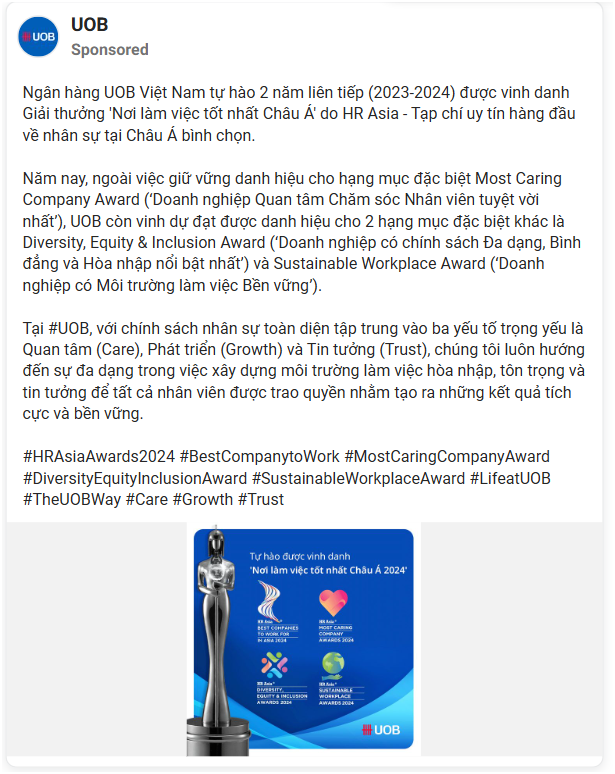 UOB
UOB
Sponsored
Ngân hàng UOB Việt Nam tự hào 2 năm liên tiếp (2023-2024) được vinh danh
Giải thưởng 'Nơi làm việc tốt nhất Châu Á' do HR Asia - Tạp chí uy tín hàng đầu
về nhân sự tại Châu Á bình chọn.
Năm nay, ngoài việc giữ vững danh hiệu cho hạng mục đặc biệt Most Caring
Company Award (‘Doanh nghiệp Quan tâm Chăm sóc Nhân viên tuyệt vời
nhất’), UOB còn vinh dự đạt được danh hiệu cho 2 hạng mục đặc biệt khác là
Diversity, Equity & Inclusion Award (‘Doanh nghiệp có chính sách Đa dạng, Bình
đẳng và Hòa nhập nổi bật nhất’) và Sustainable Workplace Award (‘Doanh
nghiệp có Môi trường làm việc Bền vững’).
Tại #UOB, với chính sách nhân sự toàn diện tập trung vào ba yếu tố trọng yếu là
Quan tâm (Care), Phát triển (Growth) và Tin tưởng (Trust), chúng tôi luôn hướng
đến sự đa dạng trong việc xây dựng môi trường làm việc hòa nhập, tôn trọng và
tin tưởng để tất cả nhân viên được trao quyền nhằm tạo ra những kết quả tích
cực và bền vững.
#HRAsiaAwards2024 #BestCompanytoWork #MostCaringCompanyAward
#DiversityEquityInclusionAward #SustainableWorkplaceAward #LifeatUOB
#TheUOBWay #Care #Growth #Trust
Tự hào được vinh danh
'Nơi làm việc tốt nhất Châu Á 2024'
HR Asia
BEST COMPANIES
TO WORK FOR
IN ASIA 2024
HR Asia
MOST CARING
COMPANY
AWARDS 2024
HR Asia
DIVERSITY,
EQUITY & INCLUSION
AWARDS 2024
HR Asia
SUSTAINABLE
WORKPLACE
AWARDS 2024
UOB